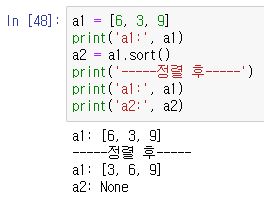 In [48]: a1 = [6, 3, 9]
print('a1:', a1)
a2 = a1.sort()
print('-----정렬 후-----')
print('a1:', a1)
print('a2:', a2)
a1: [6, 3, 9]
-----정렬 후-----
a1: [3, 6, 9]
a2: None